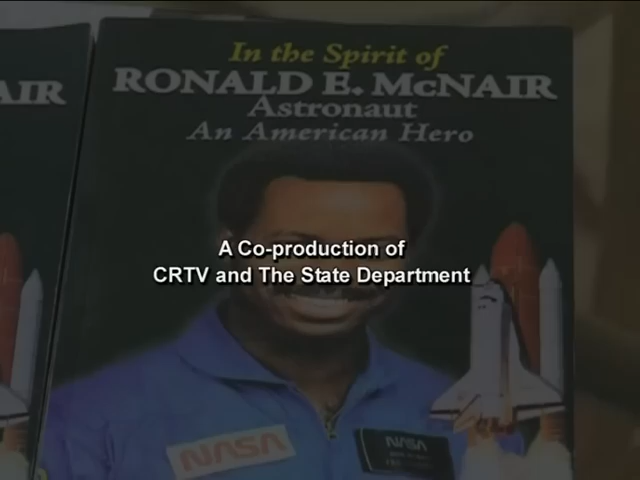 In the Spirit of
AIR
RONALD E. McNAIR
Astronaut
An American Hero
A Co-production of
CRTV and The State Department
NASA
NASA